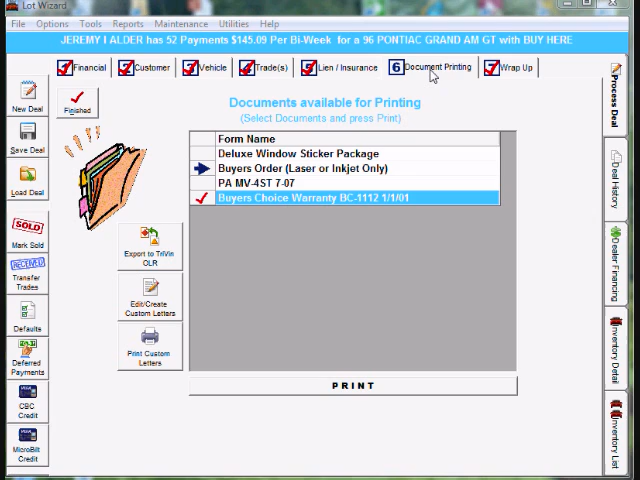 Lot Wizard
File Options Tools Reports Maintenance Utilities Help
JEREMY I ALDER has 52 Payments $145.09 Per Bi-Week for a 96 PONTIAC GRAND AM GT with BUY HERE
Financial
Customer
Vehicle
Trade(s)
Lien / Insurance
6 Document Printing
Wrap Up
New Deal
Save Deal
Load Deal
SOLD
Mark Sold
RECEIVED
Transfer
Trades
Defaults
Deferred
Payments
CBC
Credit
MicroBilt
Credit
Finished
Documents available for Printing
(Select Documents and press Print)
Form Name
Deluxe Window Sticker Package
Buyers Order (Laser or Inkjet Only)
PA MV-4ST 7-07
Buyers Choice Warranty BC-1112 1/1/01
Export to TriVin
OLR
Edit/Create
Custom Letters
Print Custom
Letters
PRINT
Process Deal
Deal History
Dealer Financing
Inventory Detail
Inventory List